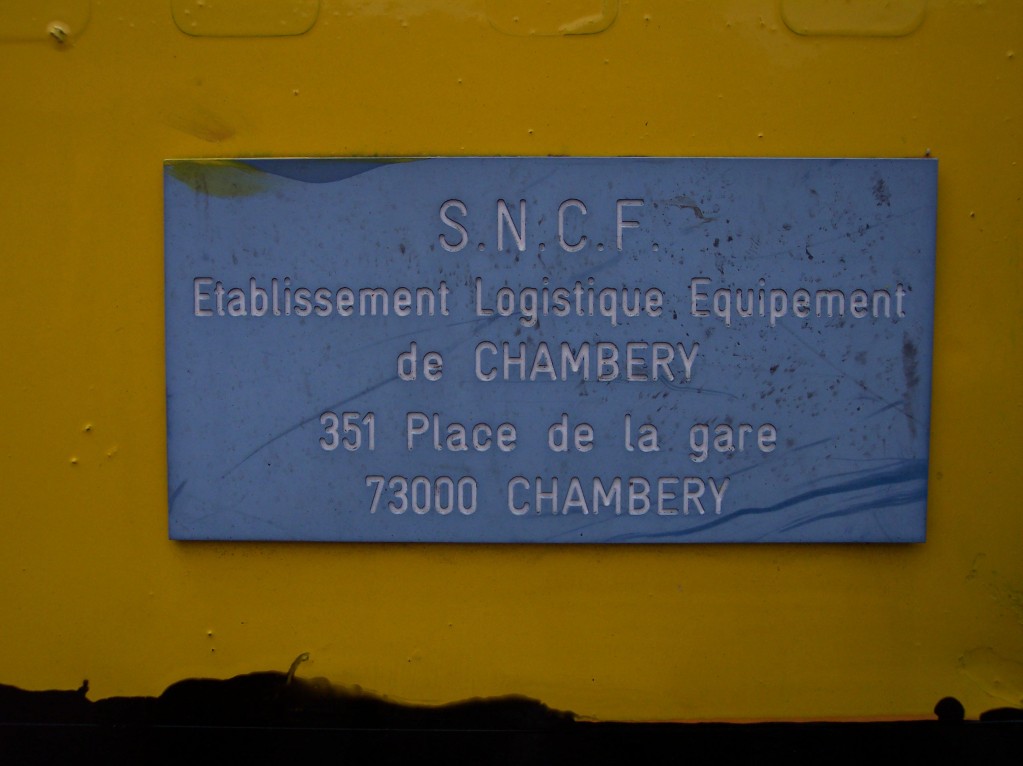 S.N.C.F.
Etablissement Logistique Equipement
de CHAMBERY
351 Place de la gare
73000 CHAMBERY